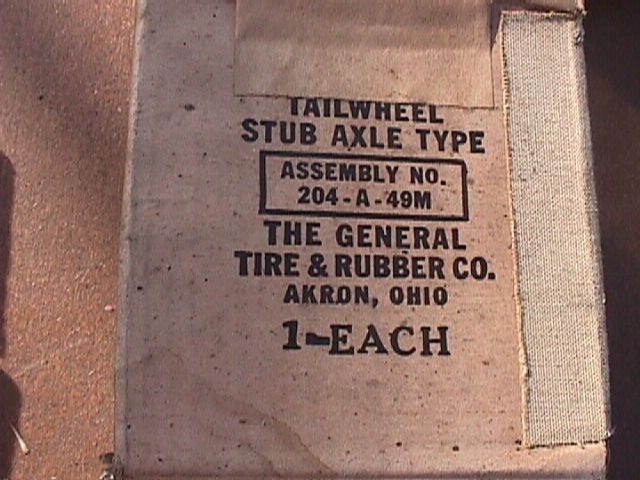 TAILWHEEL
STUB AXLE TYPE
ASSEMBLY NO.
204-A-49M
THE GENERAL
TIRE & RUBBER CO.
AKRON, OHIO
1-EACH